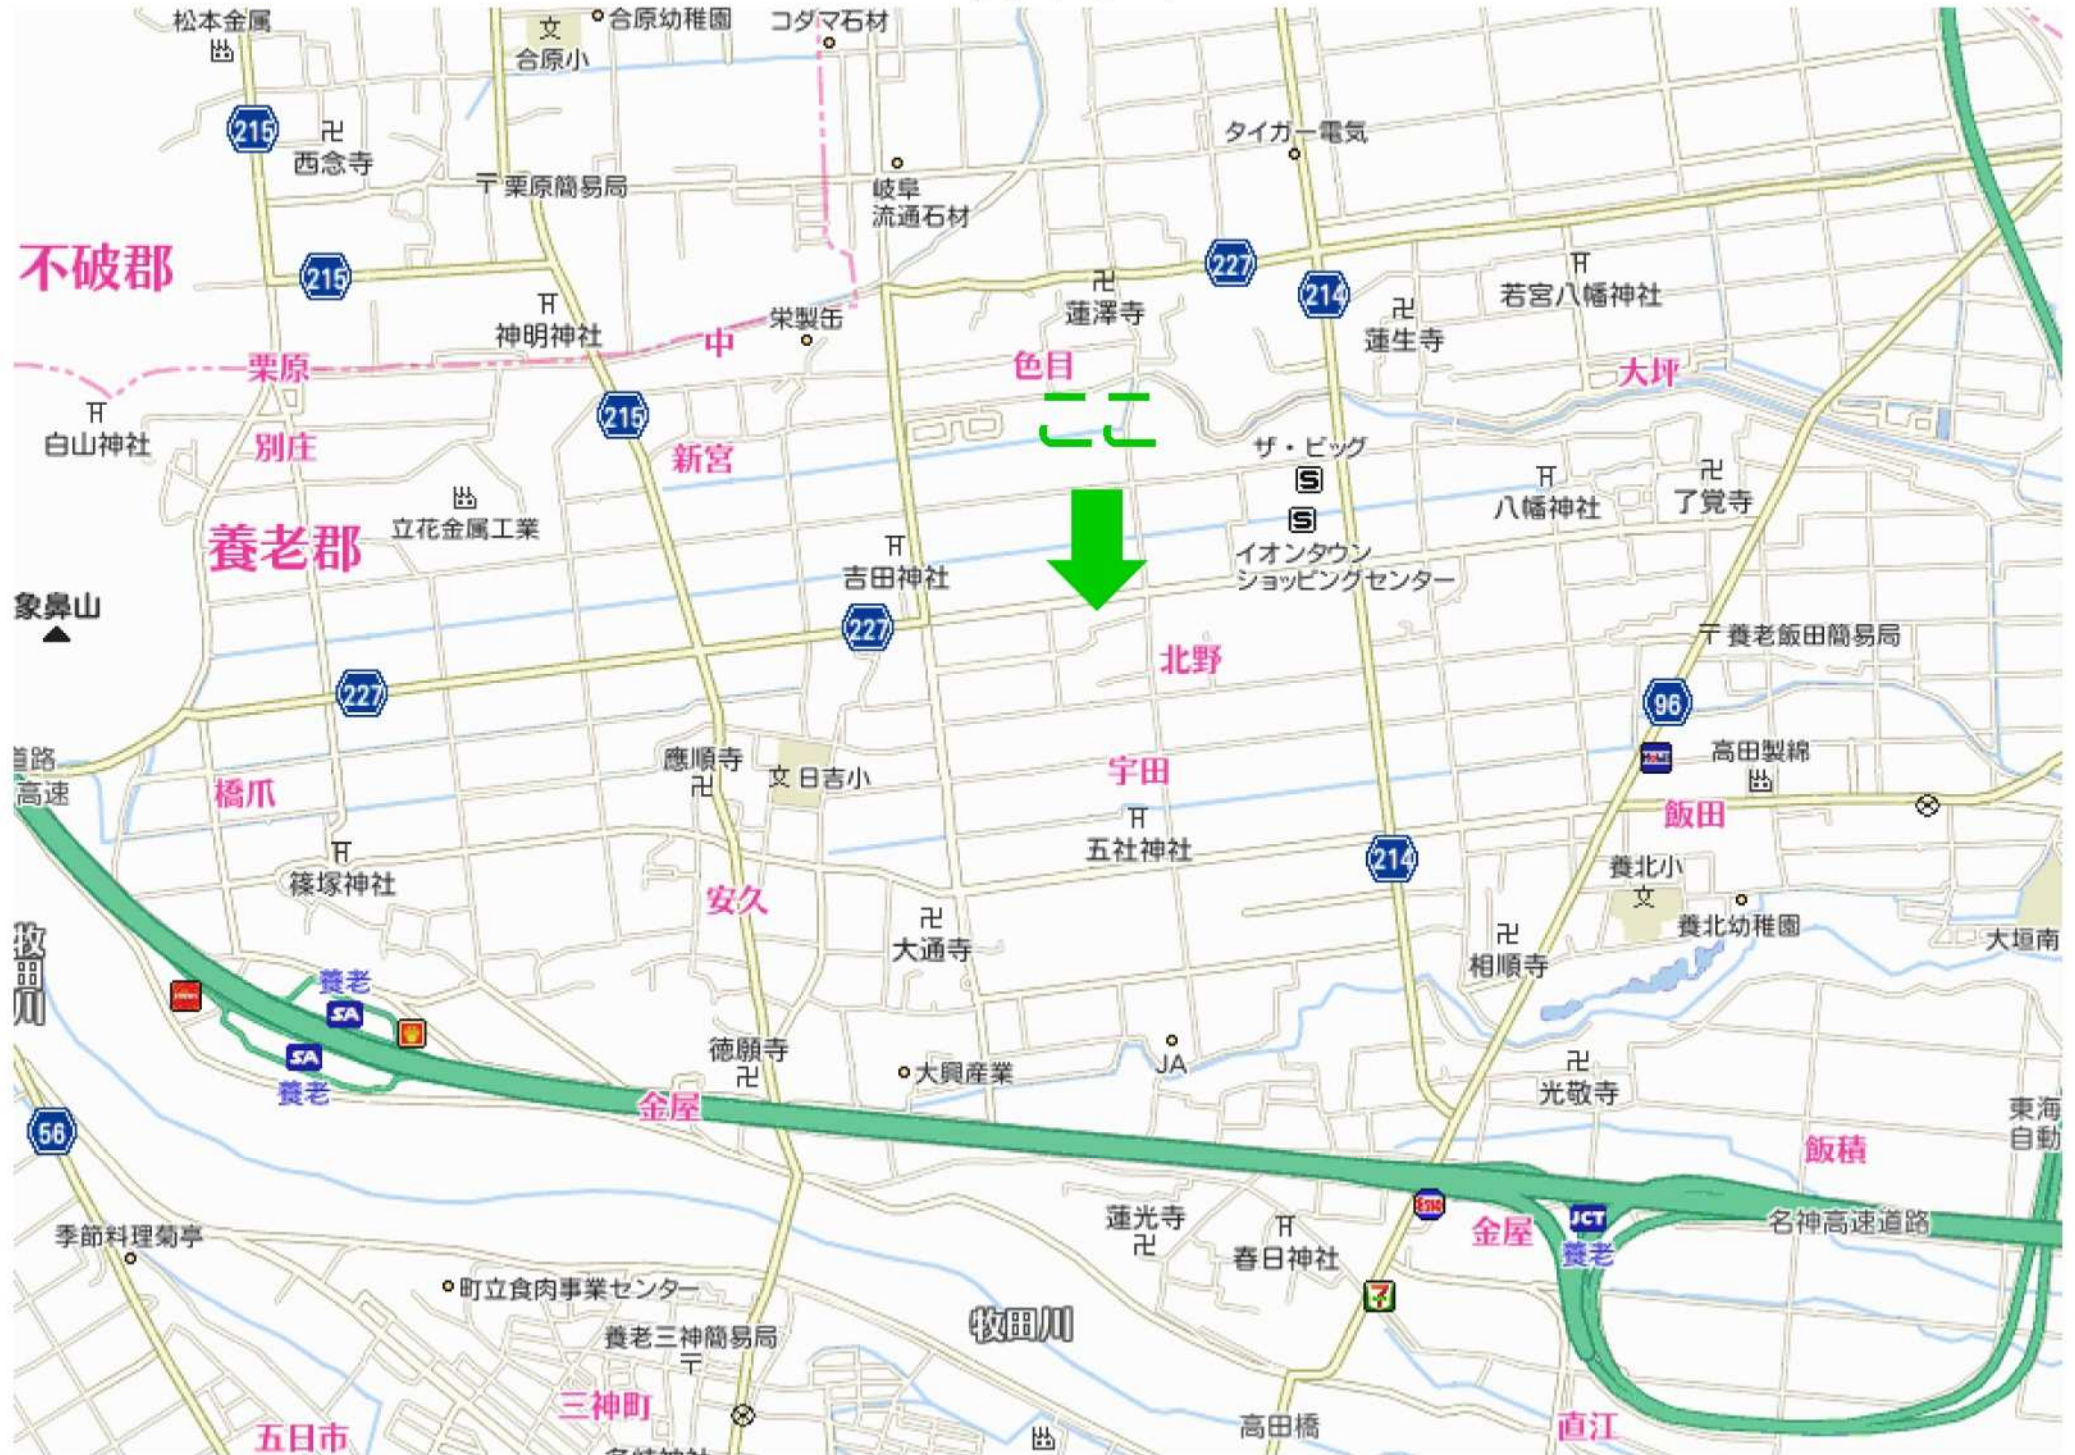 松本金属
合原小
合原幼稚園
コダマ石材
215
西念寺
栗原簡易局
岐阜
流通石材
タイガー電気
不破郡
215
神明神社
栄製缶
中
蓮澤寺
227
214
蓮生寺
若宮八幡神社
栗原
色目
大坪
白山神社
別庄
215
新宮
ココ
ザ・ビッグ
S
S
イオンタウン
ショッピングセンター
八幡神社
了覚寺
立花金属工業
養老郡
吉田神社
象鼻山
227
北野
養老飯田簡易局
227
96
道路
高速
橋爪
應順寺
文
日吉小
宇田
五社神社
Mobil
高田製綿
飯田
篠塚神社
安久
大通寺
214
養北小
文
養北幼稚園
相順寺
大垣南
牧田川
養老
SA
SA
養老
徳願寺
大興産業
JA
光敬寺
東海
自動
56
金屋
飯積
蓮光寺
春日神社
Esso
金屋
JCT
養老
名神高速道路
季節料理菊亭
町立食肉事業センター
養老三神簡易局
牧田川
7
三神町
五日市
高田橋
直江